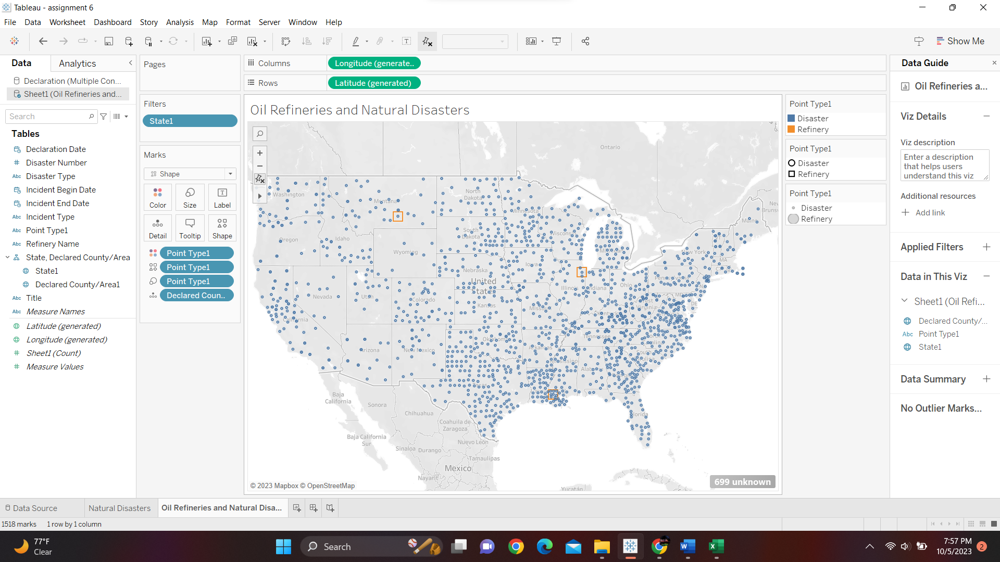 Tableau - assignment 6
File Data Worksheet Dashboard Story Analysis Map Format Server Window Help
Show Me
Data
Analytics
Declaration (Multiple Con...
Sheet1 (Oil Refineries and...
Search
Tables
Declaration Date
Disaster Number
Abc Disaster Type
Incident Begin Date
Incident End Date
Abc Incident Type
Abc Point Type1
Abc Refinery Name
State, Declared County/Area
State1
Declared County/Area1
Abc Title
Abc Measure Names
Latitude (generated)
Longitude (generated)
Sheet1 (Count)
Measure Values
Pages
Filters
State1
Marks
Shape
Color Size Label
Detail Tooltip Shape
Point Type1
Point Type1
Point Type1
Declared Coun..
Columns
Longitude (generate..
Rows
Latitude (generated)
Oil Refineries and Natural Disasters
Ontario
Washington
Montana
North
Dakota
Minnesota
New
Brunsw
Maine
Oregon
Idaho
South
Dakota
Wisconsin
Michigan
Wyoming
New York
MA
CT RI
Nebraska
Iowa
United
States
Illinois
Indiana
Ohio
Pennsylvania
NJ
Nevada
Utah
Colorado
Kansas
Missouri
West
Virginia
MD
DE
Kentucky
Virginia
California
Arizona
New Mexico
Oklahoma
Arkansas
Tennessee
North
Carolina
South
Carolina
Mississippi
Alabama
Georgia
Texas
Louisiana
Florida
Baja
California
Sonora
Chihuahua
Coahuila de
Zaragoza
Baja California
Sur
Nuevo León
Sinaloa
Durango
Tamaulipas
Mexico
Nayarit
Yucatán
© 2023 Mapbox © OpenStreetMap
699 unknown
Point Type1
Disaster
Refinery
Point Type1
Disaster
Refinery
Point Type1
Disaster
Refinery
Data Guide
Oil Refineries a...
Viz Details
Viz description
Enter a description
that helps users
understand this viz
Additional resources
Add link
Applied Filters
Data in This Viz
Sheet1 (Oil Refi...
Declared County/...
Abc Point Type1
State1
Data Summary
No Outlier Marks...
Data Source
Natural Disasters
Oil Refineries and Natural Disa...
1518 marks 1 row by 1 column
77°F
Clear
Search
7:57 PM
10/5/2023
2